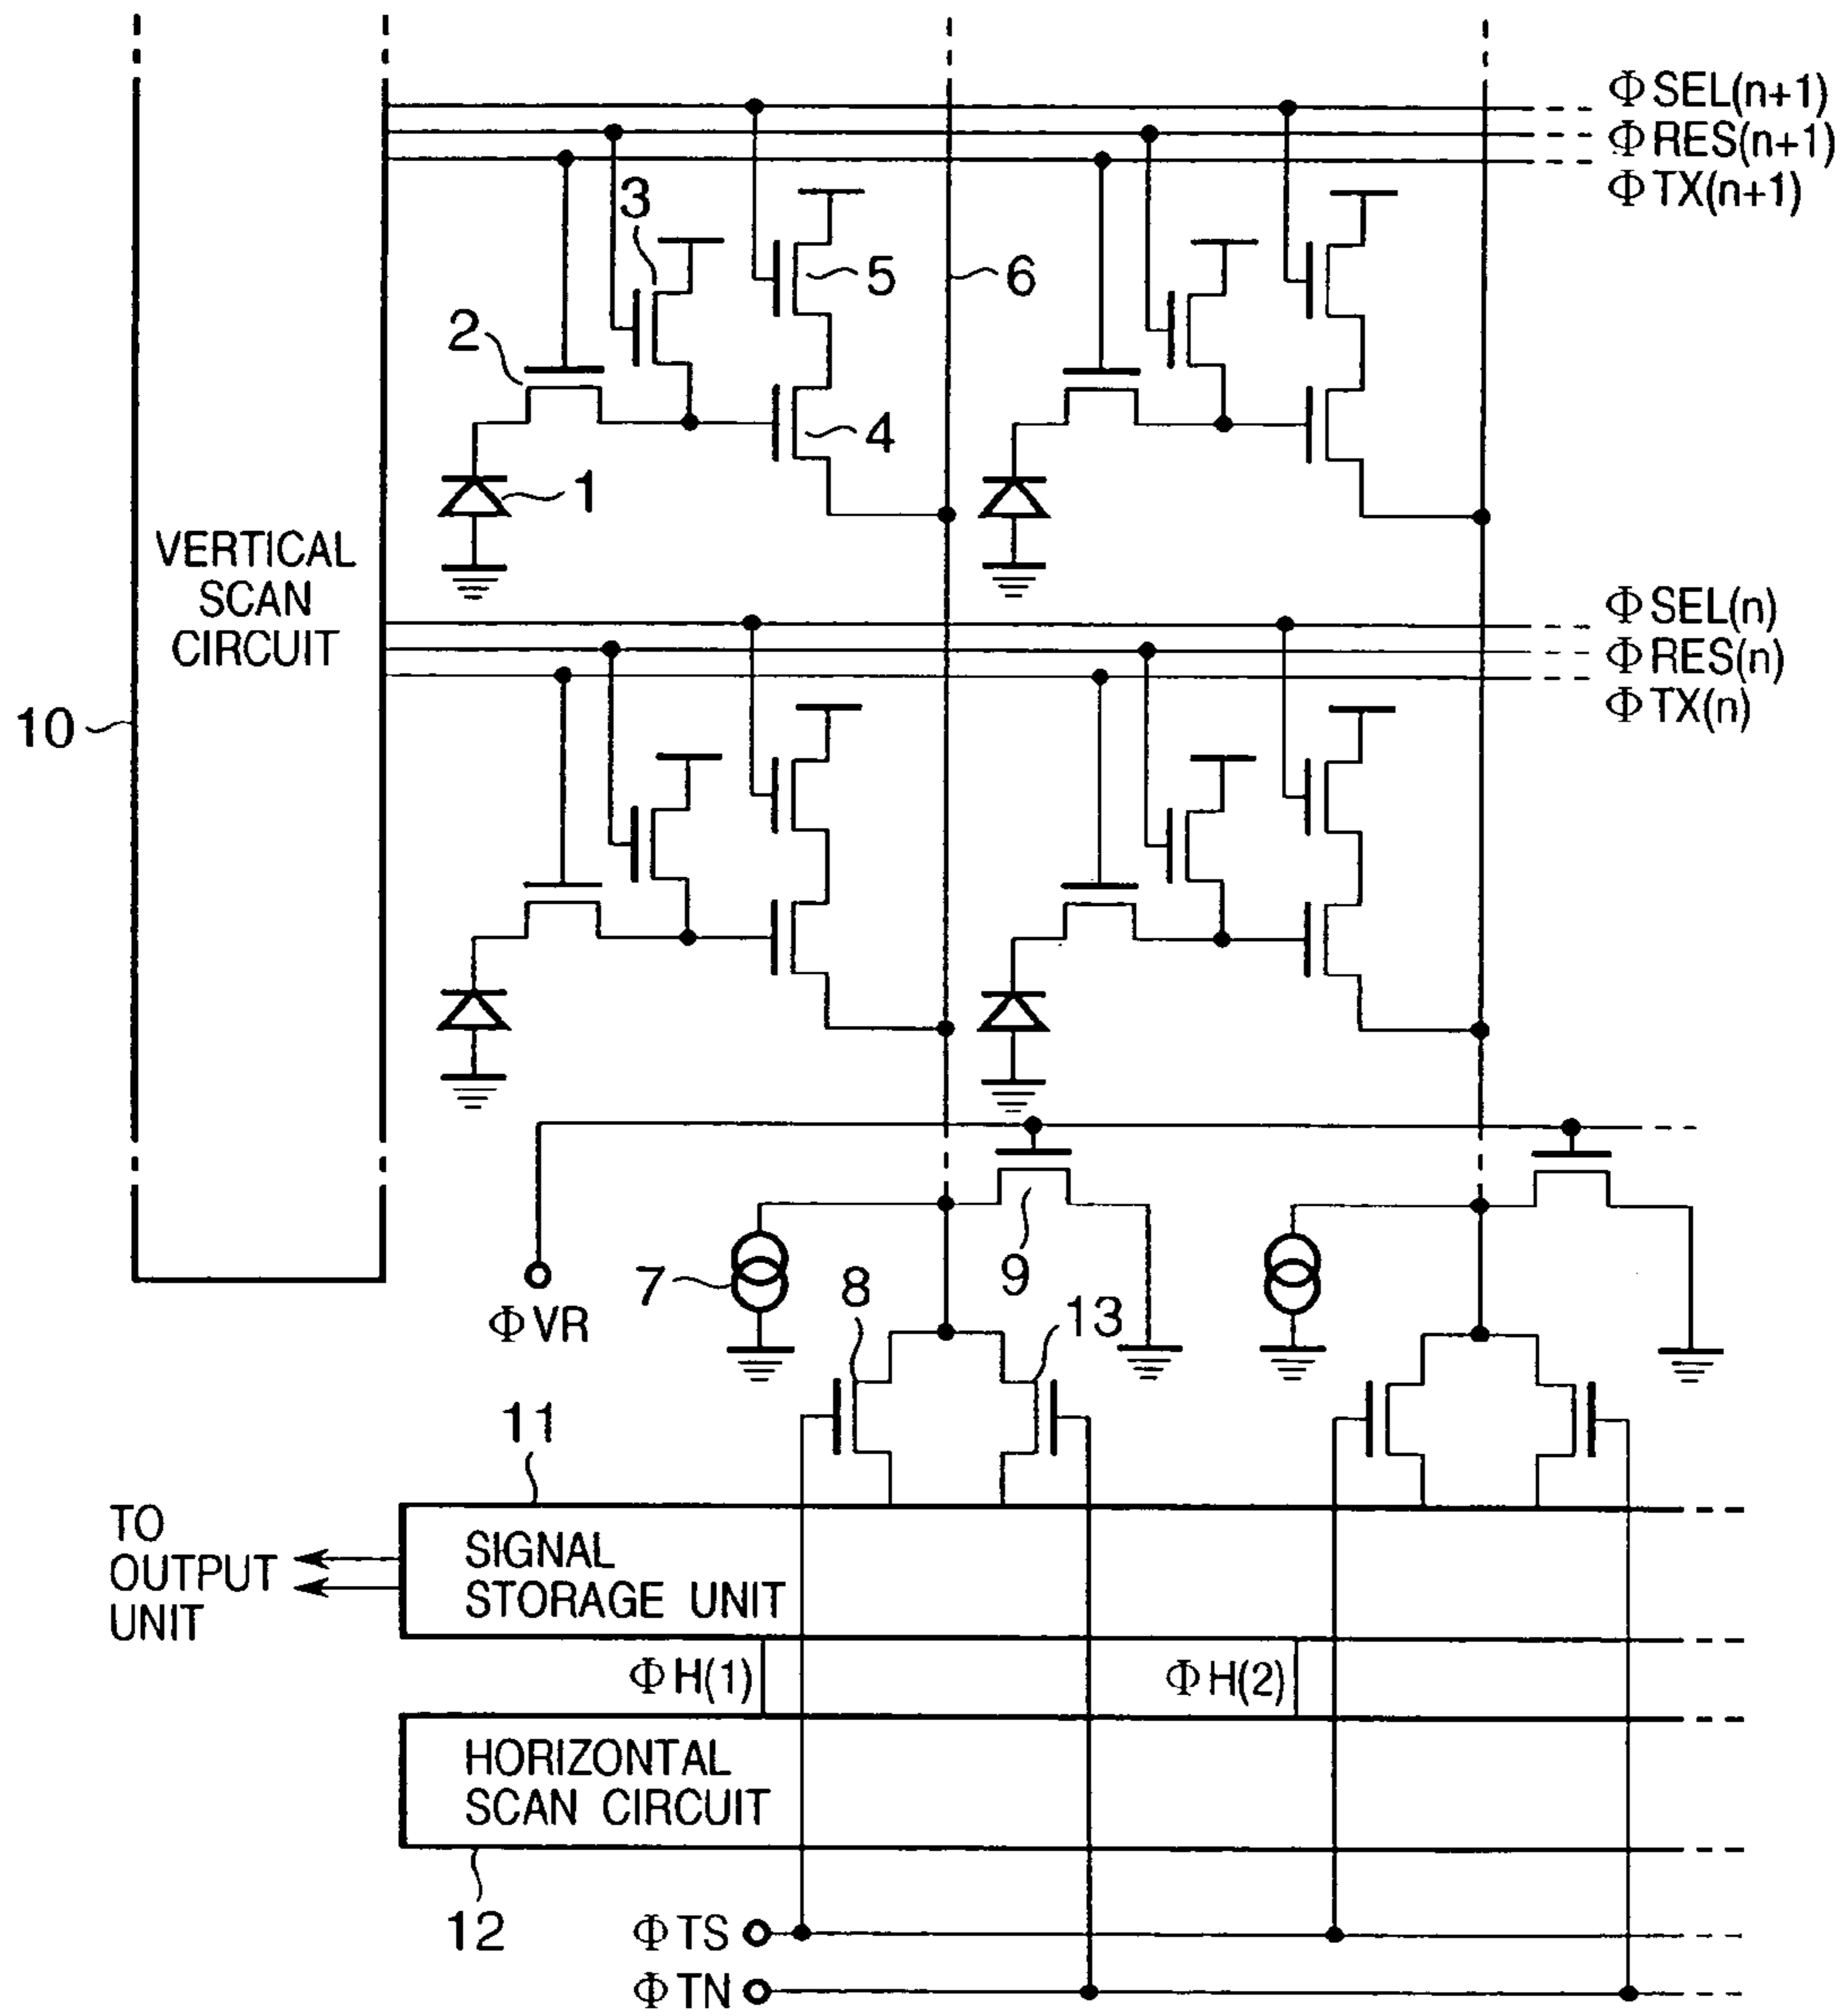 ΦSEL(n+1)
ΦRES(n+1)
ΦTX(n+1)
3
5
6
2
4
1
VERTICAL
SCAN
CIRCUIT
ΦSEL(n)
ΦRES(n)
ΦTX(n)
10
7
8
9
13
ΦVR
11
TO
OUTPUT
UNIT
SIGNAL
STORAGE UNIT
ΦH(1)
ΦH(2)
HORIZONTAL
SCAN CIRCUIT
12
ΦTS
ΦTN